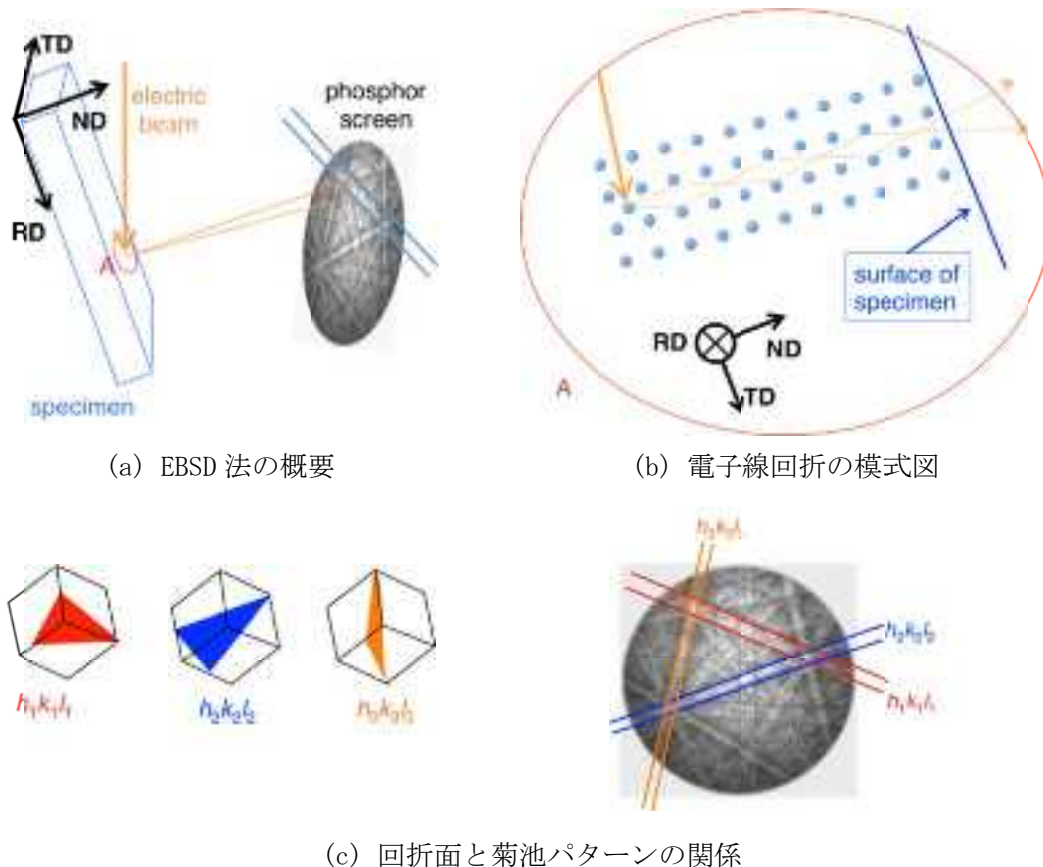 TD
ND
electric
beam
RD
A
specimen
phosphor
screen
surface of
specimen
RD
ND
TD
A
(a) EBSD 法の概要
(b) 電子線回折の模式図
h₁k₁l₁
h₂k₂l₂
h₃k₃l₃
h₃k₃l₃
h₂k₂l₂
h₁k₁l₁
(c) 回折面と菊池パターンの関係